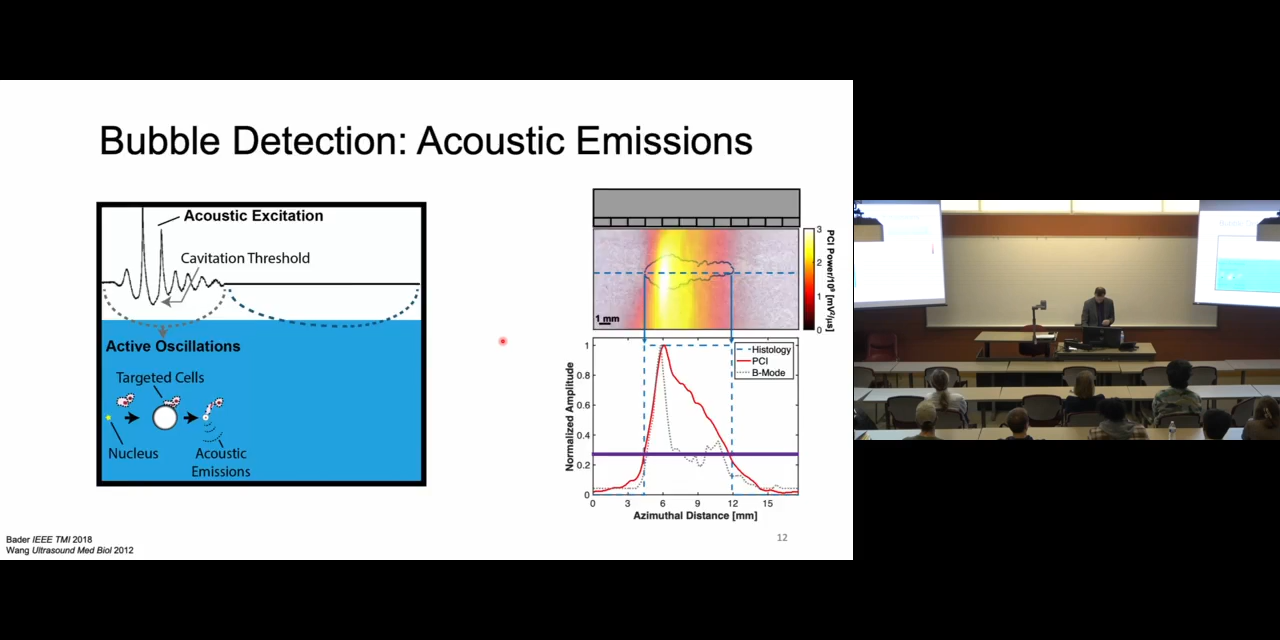 Bubble Detection: Acoustic Emissions
Acoustic Excitation
Cavitation Threshold
Active Oscillations
Targeted Cells
Nucleus
Acoustic
Emissions
1 mm
3
2
1
0
PCI Power/10⁹ [mV²/µs]
Histology
PCI
B-Mode
1
0.8
0.6
0.4
0.2
0
Normalized Amplitude
0 3 6 9 12 15
Azimuthal Distance [mm]
Bader IEEE TMI 2018
Wang Ultrasound Med Biol 2012
12